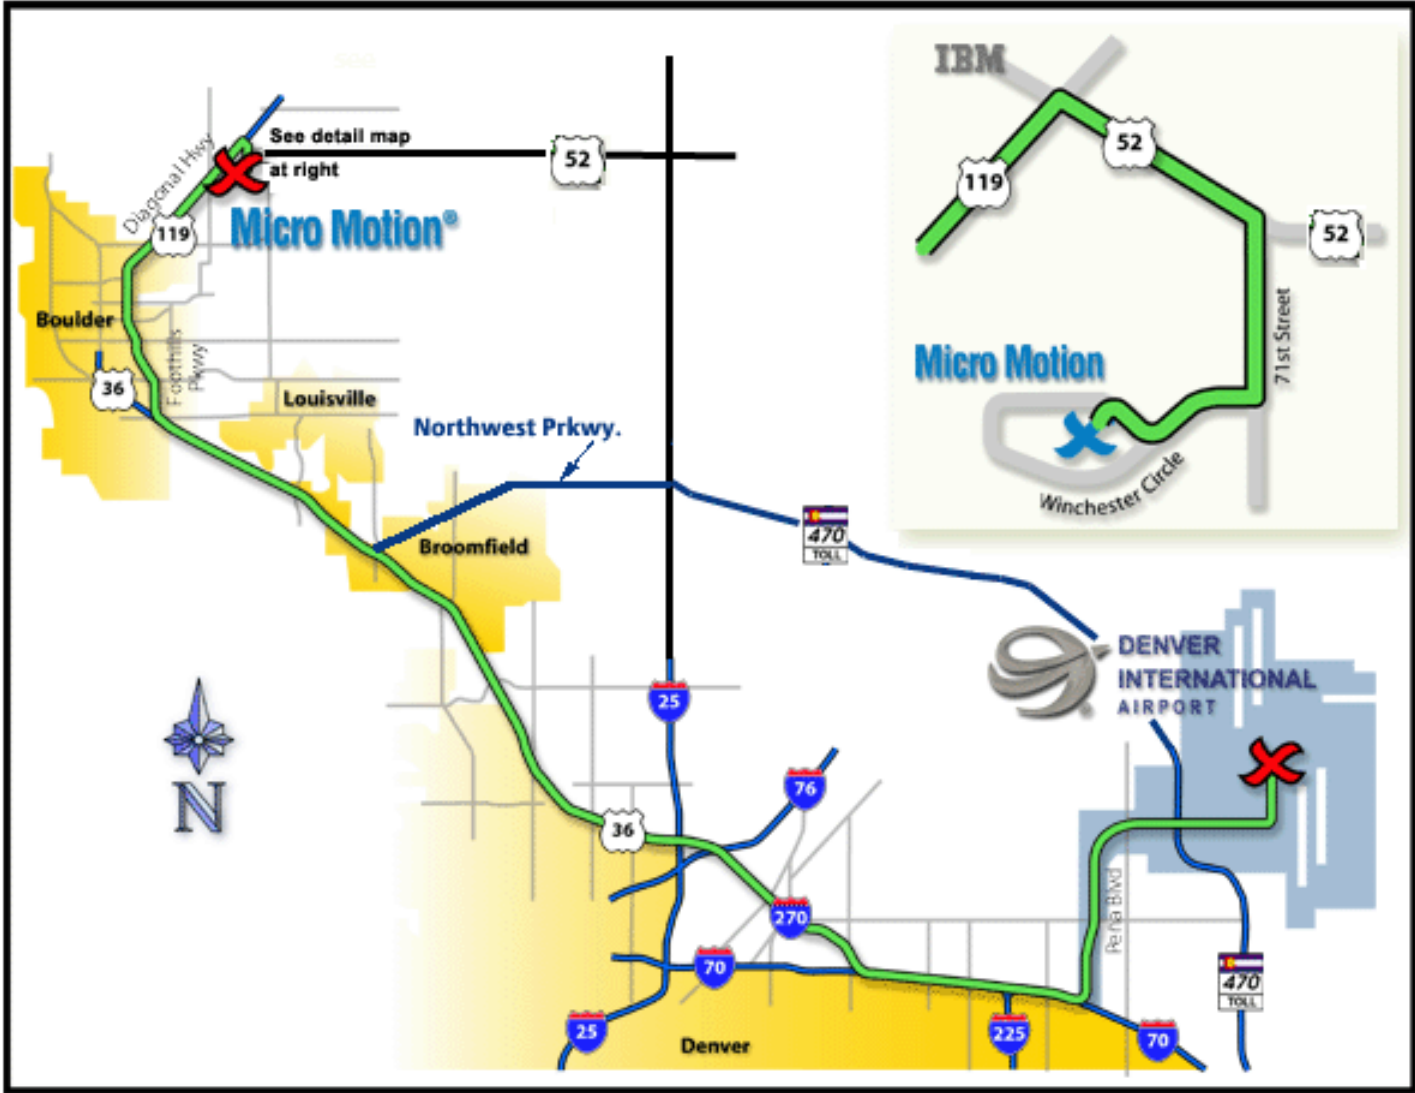 IBM
52
119
52
71st Street
Micro Motion
Winchester Circle
See detail map
at right
52
Diagonal Hwy
119
Micro Motion®
Boulder
Foothills
Pkwy
36
Louisville
Northwest Prkwy.
Broomfield
470
TOLL
DENVER
INTERNATIONAL
AIRPORT
25
76
N
36
270
Pena Blvd
70
470
TOLL
25
Denver
225
70